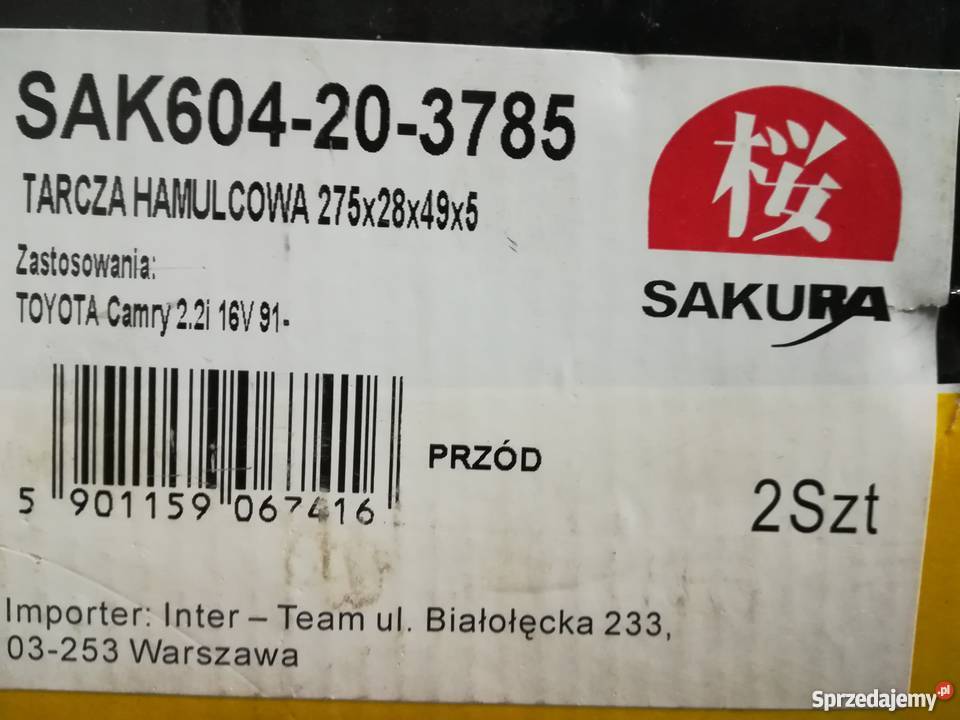 SAK604-20-3785
桜
TARCZA HAMULCOWA 275x28x49x5
SAKURA
Zastosowania:
TOYOTA Camry 2.2i 16V 91-
PRZÓD
5 901159 067416
2Szt
Importer: Inter – Team ul. Białołęcka 233,
03-253 Warszawa
Sprzedajemy.pl